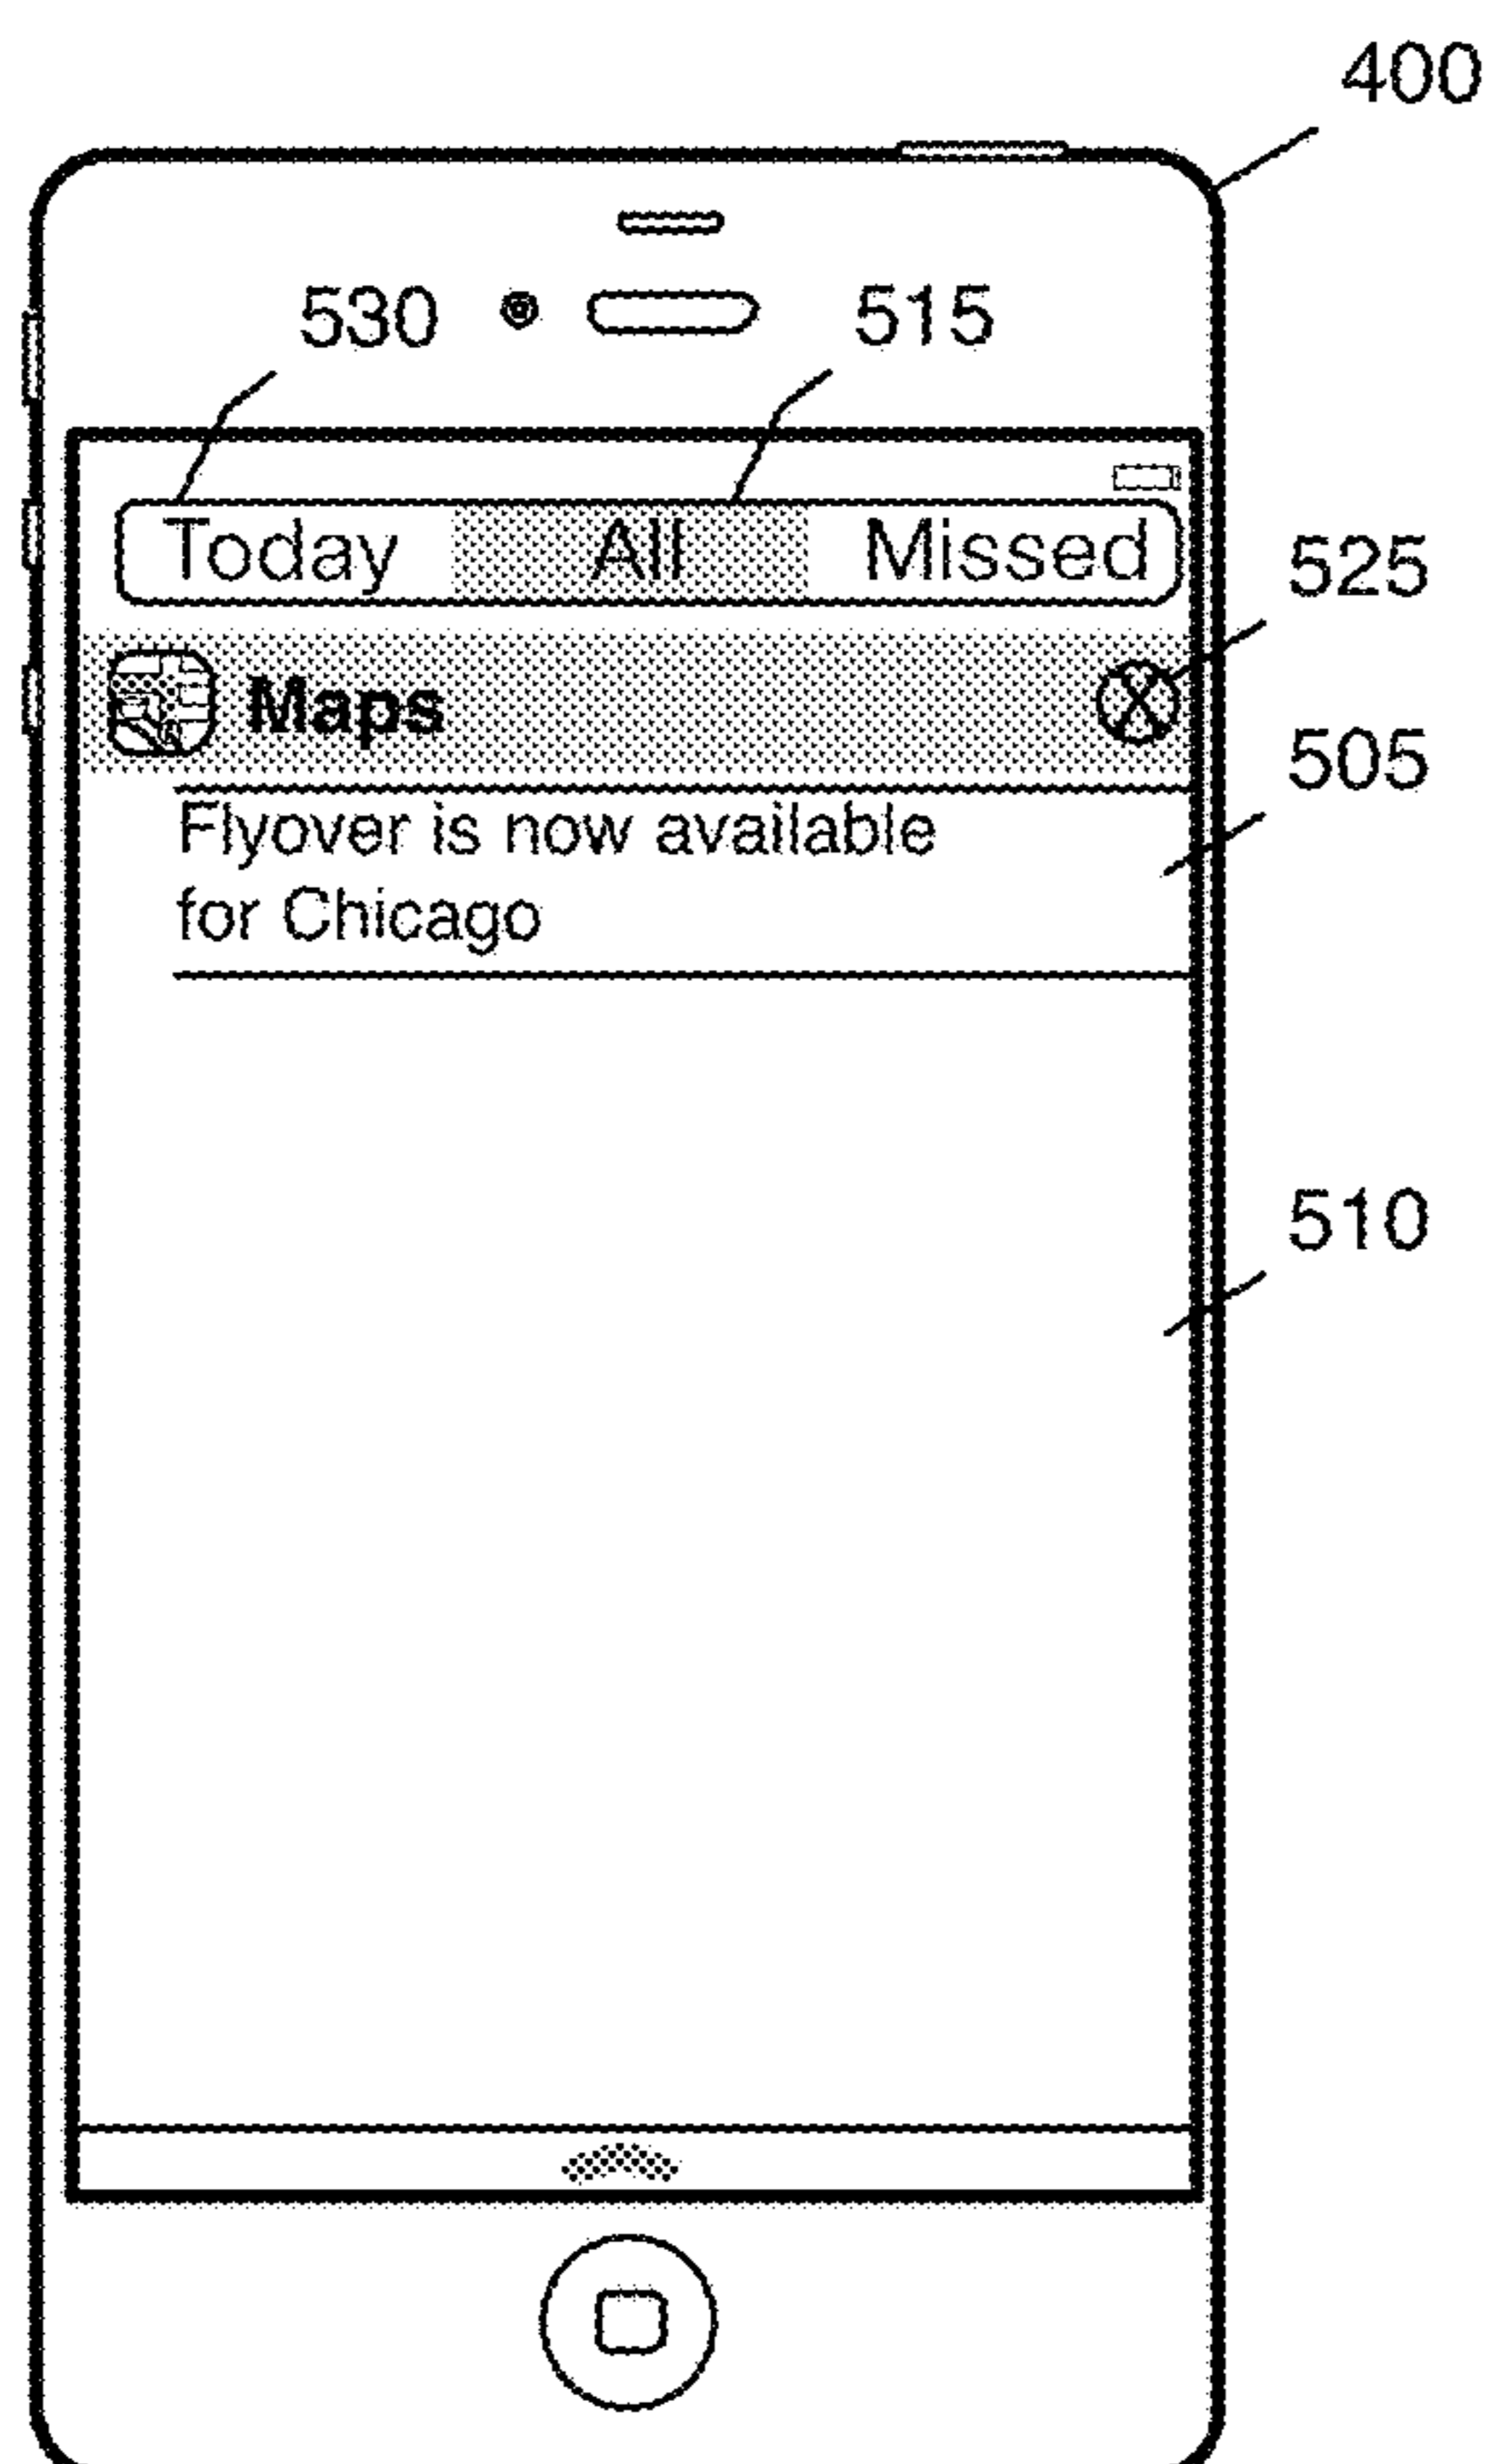 400
530 515
Today All Missed
525
Maps
505
Flyover is now available
for Chicago
510